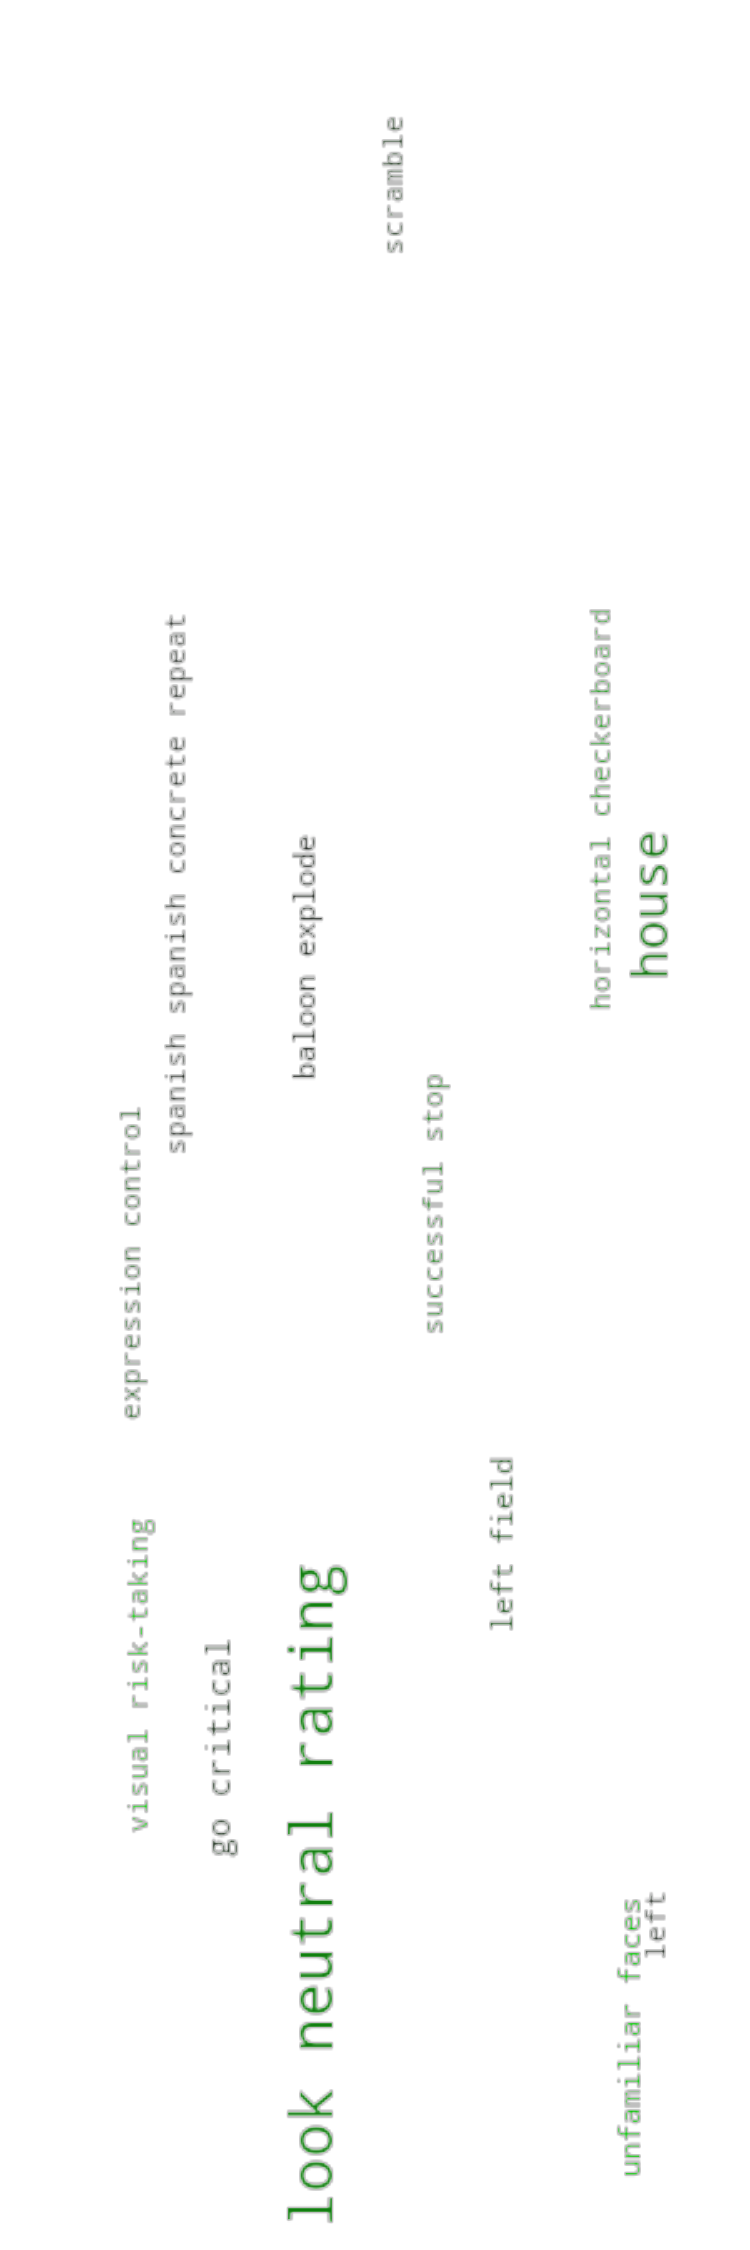 scramble
spanish spanish concrete repeat
horizontal checkerboard
baloon explode
house
expression control
successful stop
left field
visual risk-taking
look neutral rating
go critical
unfamiliar faces
left